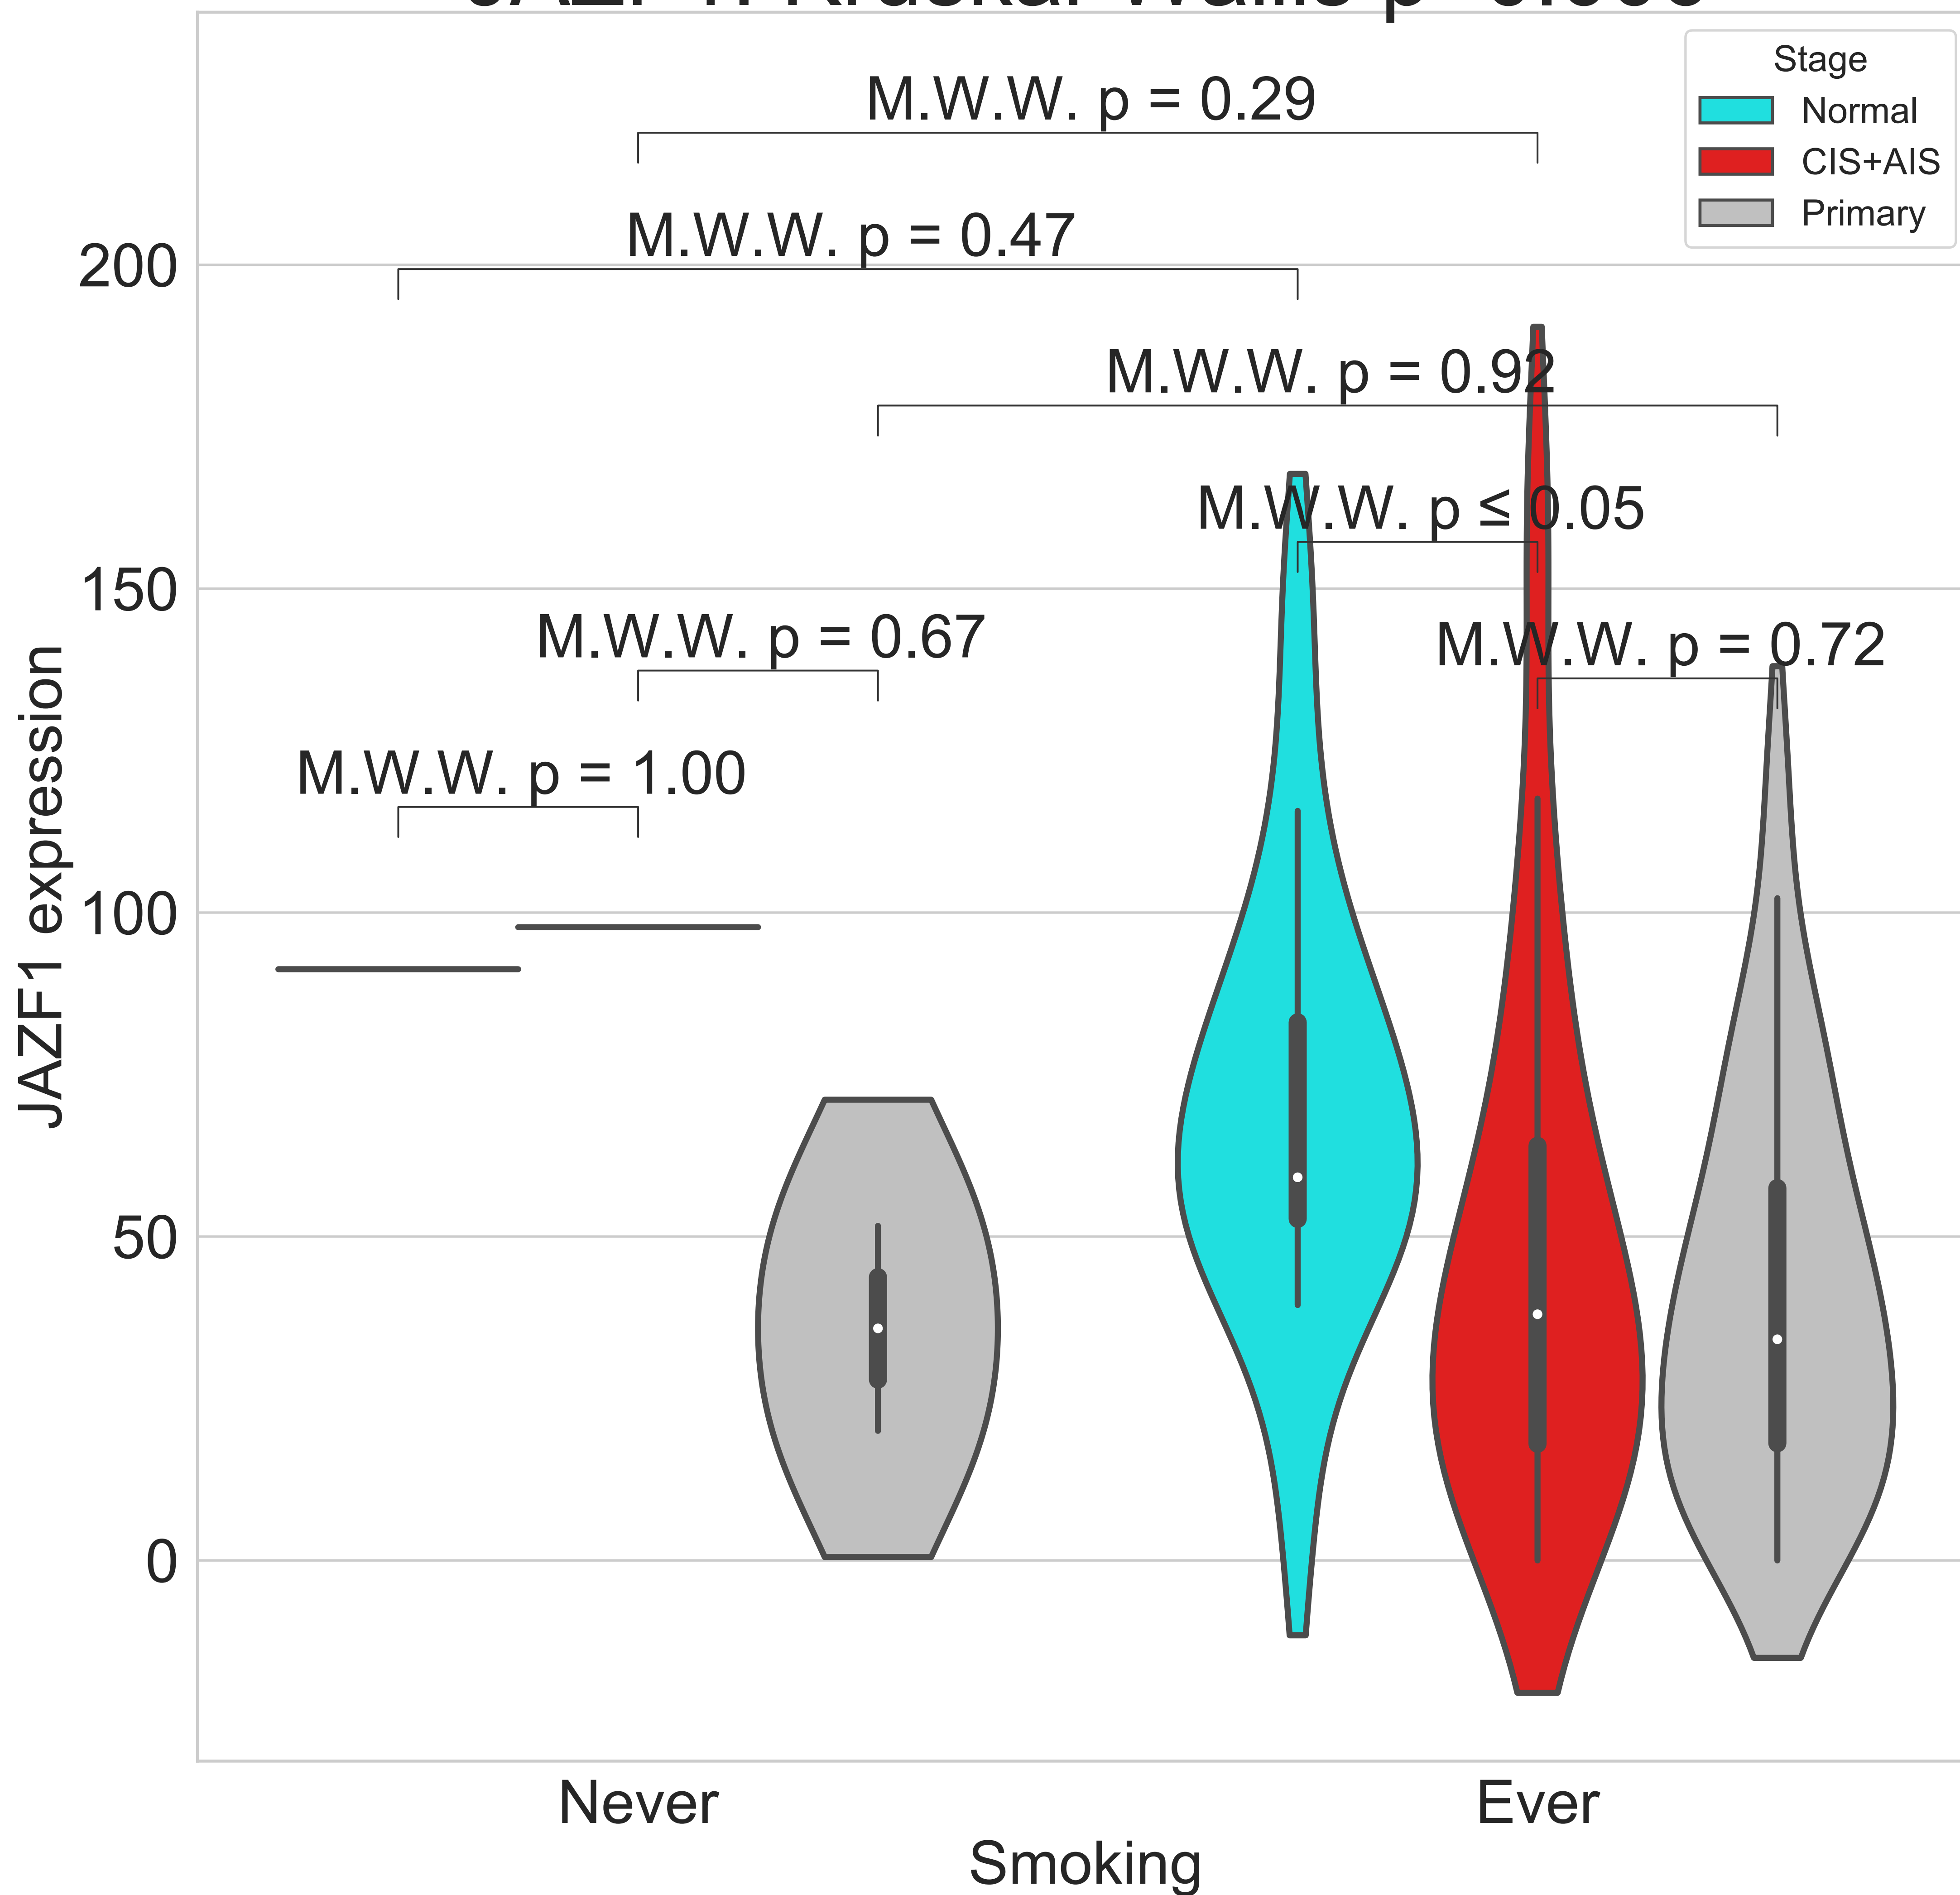 M.W.W. p = 0.29
Stage
Normal
CIS+AIS
Primary
M.W.W. p = 0.47
200
M.W.W. p = 0.92
M.W.W. p ≤ 0.05
150
M.W.W. p = 0.67
M.W.W. p = 0.72
M.W.W. p = 1.00
100
50
0
JAZF1 expression
Never
Ever
Smoking